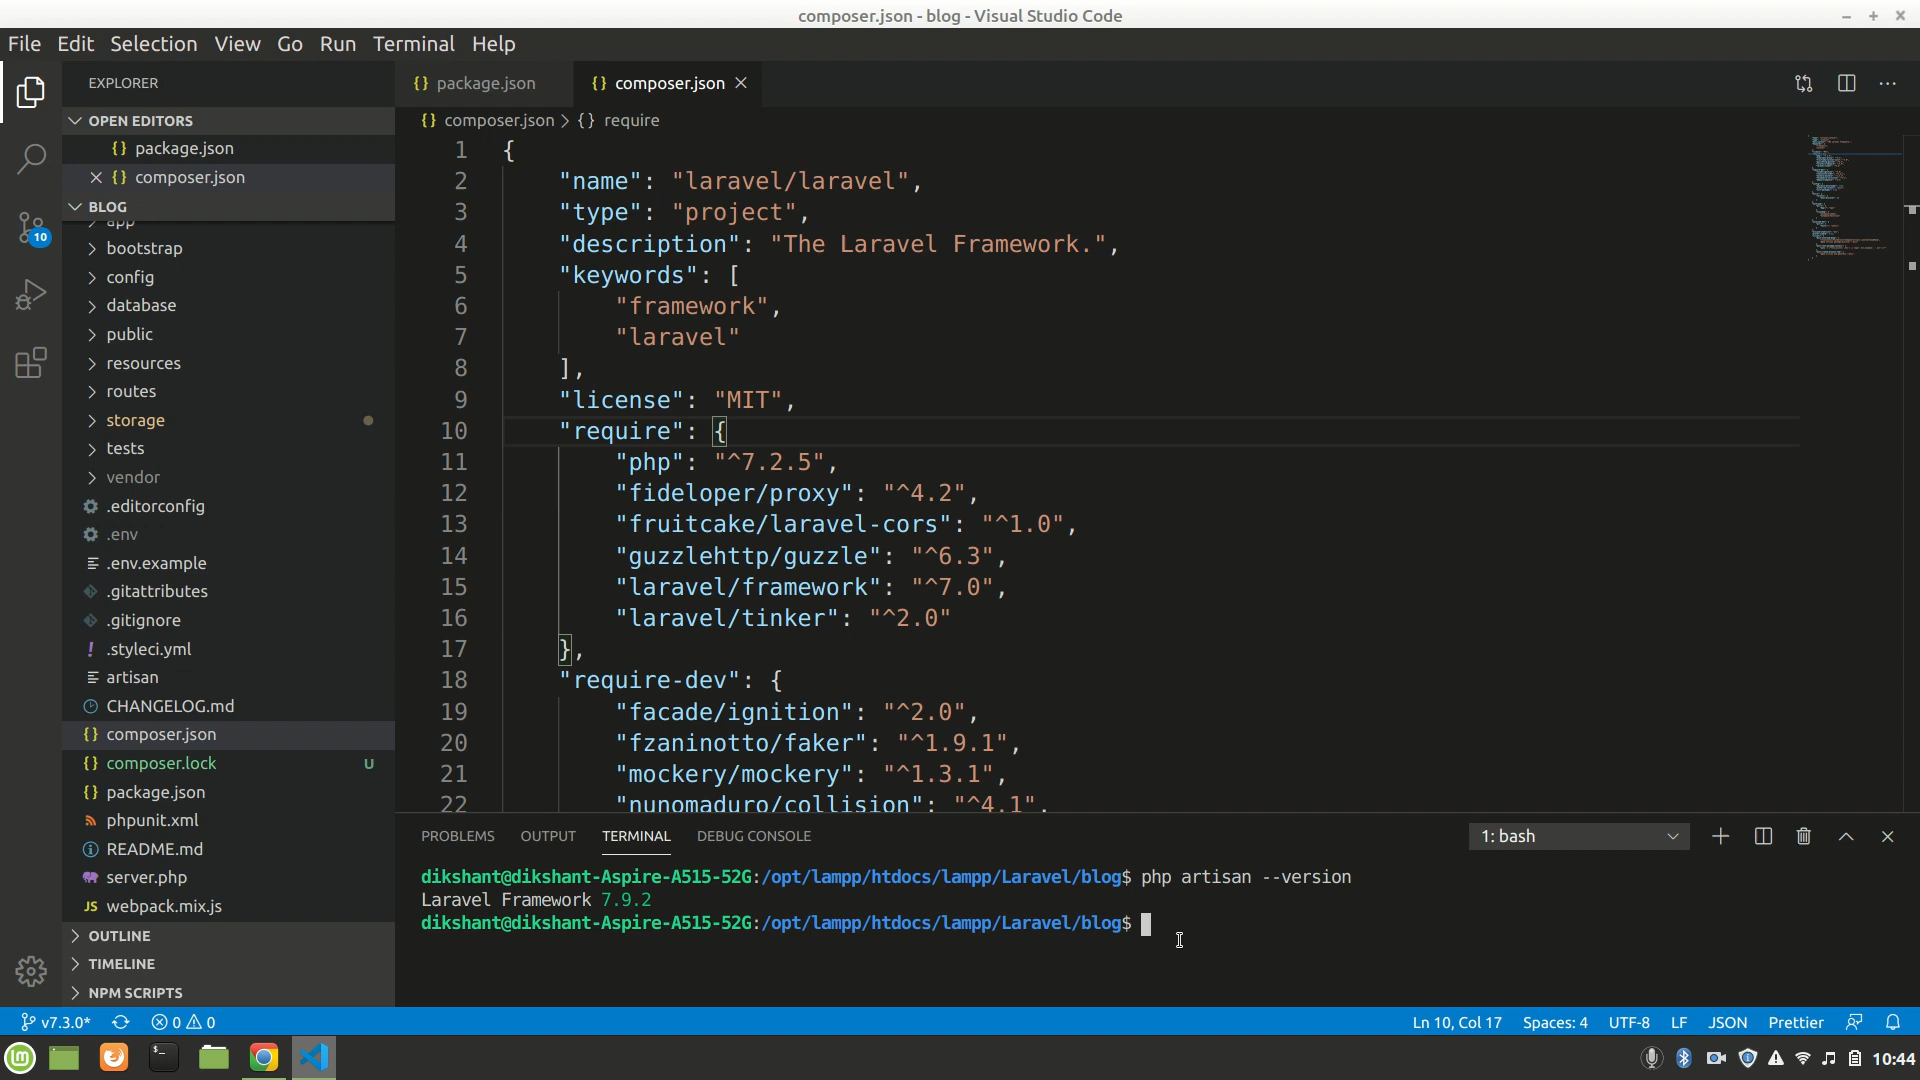 composer.json - blog - Visual Studio Code
File Edit Selection View Go Run Terminal Help
EXPLORER
OPEN EDITORS
{} package.json
{} composer.json
BLOG
app
bootstrap
config
database
public
resources
routes
storage
tests
vendor
.editorconfig
.env
.env.example
.gitattributes
.gitignore
! .styleci.yml
artisan
CHANGELOG.md
{} composer.json
{} composer.lock U
{} package.json
phpunit.xml
README.md
server.php
JS webpack.mix.js
OUTLINE
TIMELINE
NPM SCRIPTS
10
{} package.json {} composer.json
{} composer.json > {} require
1 {
2 "name": "laravel/laravel",
3 "type": "project",
4 "description": "The Laravel Framework.",
5 "keywords": [
6 "framework",
7 "laravel"
8 ],
9 "license": "MIT",
10 "require": {
11 "php": "^7.2.5",
12 "fideloper/proxy": "^4.2",
13 "fruitcake/laravel-cors": "^1.0",
14 "guzzlehttp/guzzle": "^6.3",
15 "laravel/framework": "^7.0",
16 "laravel/tinker": "^2.0"
17 },
18 "require-dev": {
19 "facade/ignition": "^2.0",
20 "fzaninotto/faker": "^1.9.1",
21 "mockery/mockery": "^1.3.1",
22 "nunomaduro/collision": "^4.1",
PROBLEMS OUTPUT TERMINAL DEBUG CONSOLE 1: bash
dikshant@dikshant-Aspire-A515-52G:/opt/lampp/htdocs/lampp/Laravel/blog$ php artisan --version
Laravel Framework 7.9.2
dikshant@dikshant-Aspire-A515-52G:/opt/lampp/htdocs/lampp/Laravel/blog$
v7.3.0* 0 0 Ln 10, Col 17 Spaces: 4 UTF-8 LF JSON Prettier
10:44